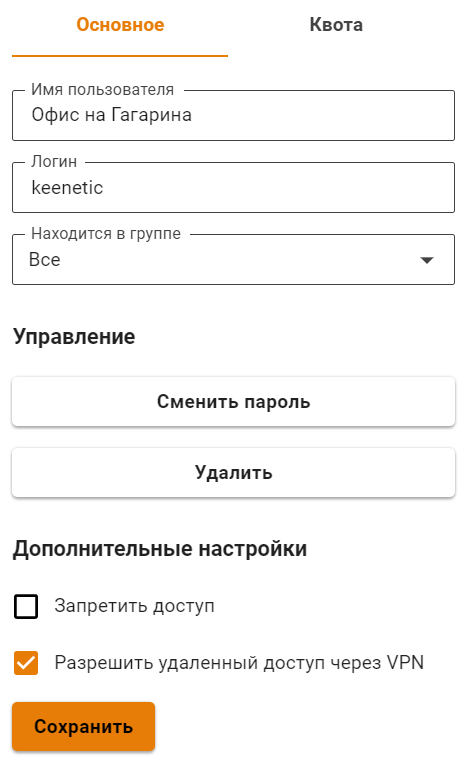 Основное Квота
Имя пользователя
Офис на Гагарина
Логин
keenetic
Находится в группе
Все
Управление
Сменить пароль
Удалить
Дополнительные настройки
Запретить доступ
Разрешить удаленный доступ через VPN
Сохранить